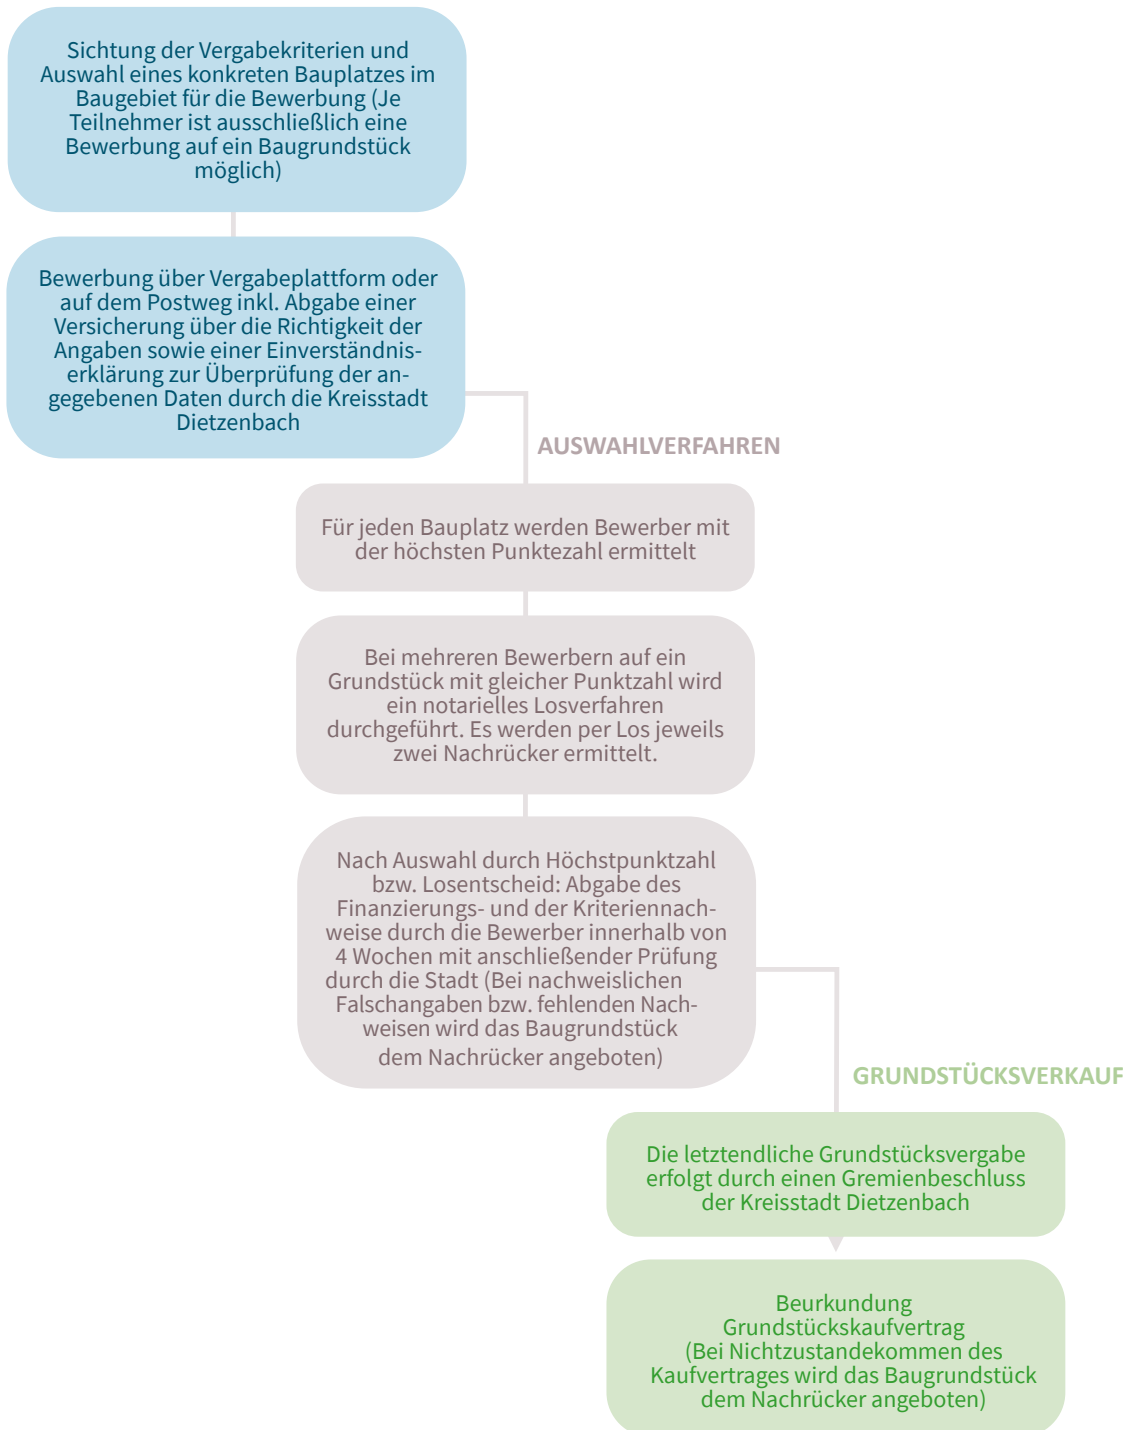 Sichtung der Vergabekriterien und
Auswahl eines konkreten Bauplatzes im
Baugebiet für die Bewerbung (Je
Teilnehmer ist ausschließlich eine
Bewerbung auf ein Baugrundstück
möglich)
Bewerbung über Vergabeplattform oder
auf dem Postweg inkl. Abgabe einer
Versicherung über die Richtigkeit der
Angaben sowie einer Einverständnis-
erklärung zur Überprüfung der an-
gegebenen Daten durch die Kreisstadt
Dietzenbach
AUSWAHLVERFAHREN
Für jeden Bauplatz werden Bewerber mit
der höchsten Punktezahl ermittelt
Bei mehreren Bewerbern auf ein
Grundstück mit gleicher Punktzahl wird
ein notarielles Losverfahren
durchgeführt. Es werden per Los jeweils
zwei Nachrücker ermittelt.
Nach Auswahl durch Höchstpunktzahl
bzw. Losentscheid: Abgabe des
Finanzierungs- und der Kriteriennach-
weise durch die Bewerber innerhalb von
4 Wochen mit anschließender Prüfung
durch die Stadt (Bei nachweislichen
Falschangaben bzw. fehlenden Nach-
weisen wird das Baugrundstück
dem Nachrücker angeboten)
GRUNDSTÜCKSVERKAUF
Die letztendliche Grundstücksvergabe
erfolgt durch einen Gremienbeschluss
der Kreisstadt Dietzenbach
Beurkundung
Grundstückskaufvertrag
(Bei Nichtzustandekommen des
Kaufvertrages wird das Baugrundstück
dem Nachrücker angeboten)